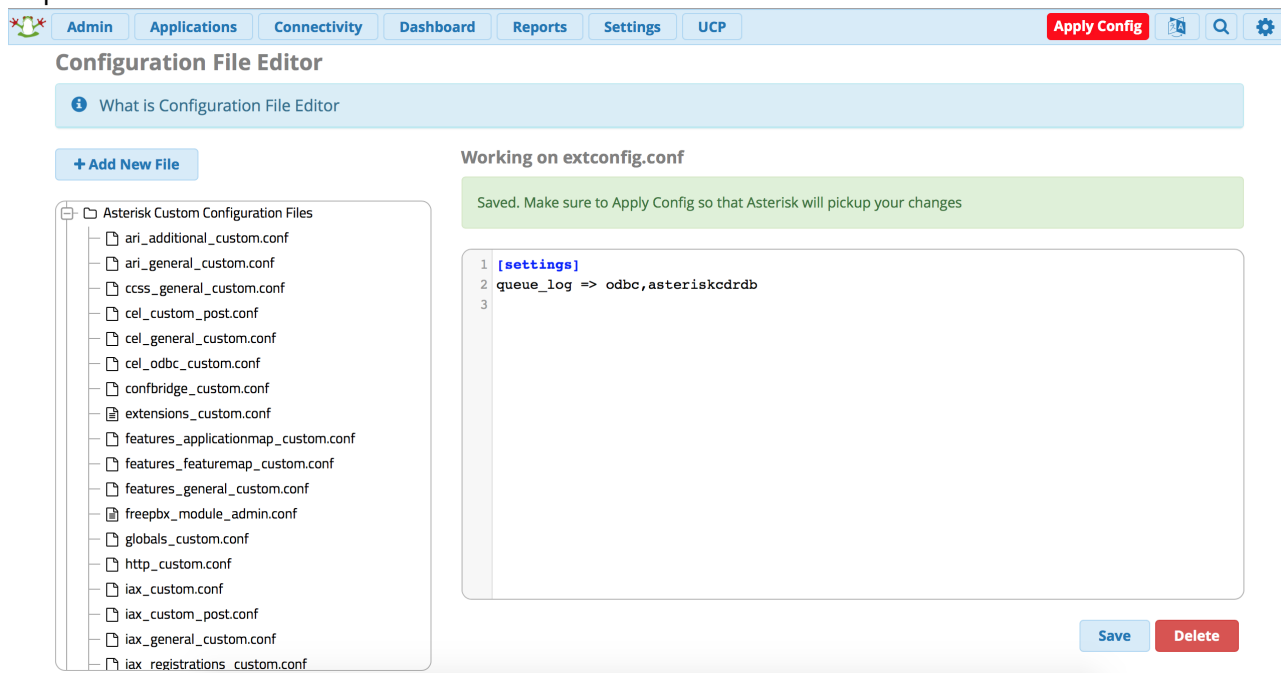 Admin Applications Connectivity Dashboard Reports Settings UCP Apply Config
Configuration File Editor
What is Configuration File Editor
+ Add New File
Asterisk Custom Configuration Files
ari_additional_custom.conf
ari_general_custom.conf
ccss_general_custom.conf
cel_custom_post.conf
cel_general_custom.conf
cel_odbc_custom.conf
confbridge_custom.conf
extensions_custom.conf
features_applicationmap_custom.conf
features_featuremap_custom.conf
features_general_custom.conf
freepbx_module_admin.conf
globals_custom.conf
http_custom.conf
iax_custom.conf
iax_custom_post.conf
iax_general_custom.conf
iax_registrations_custom.conf
Working on extconfig.conf
Saved. Make sure to Apply Config so that Asterisk will pickup your changes
1 [settings]
2 queue_log => odbc,asteriskcdrdb
3
Save Delete